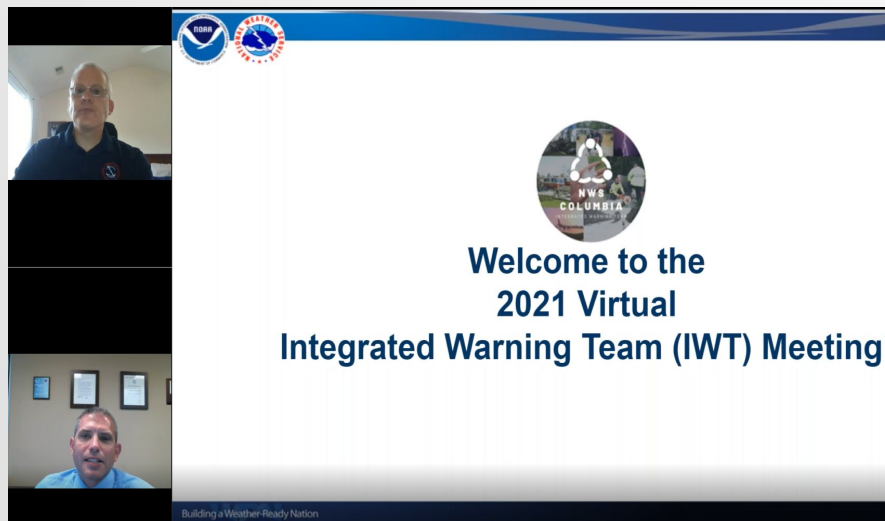 NOAA
NATIONAL WEATHER SERVICE
NWS
COLUMBIA
INTEGRATED WARNING TEAM
Welcome to the
2021 Virtual
Integrated Warning Team (IWT) Meeting
Building a Weather-Ready Nation